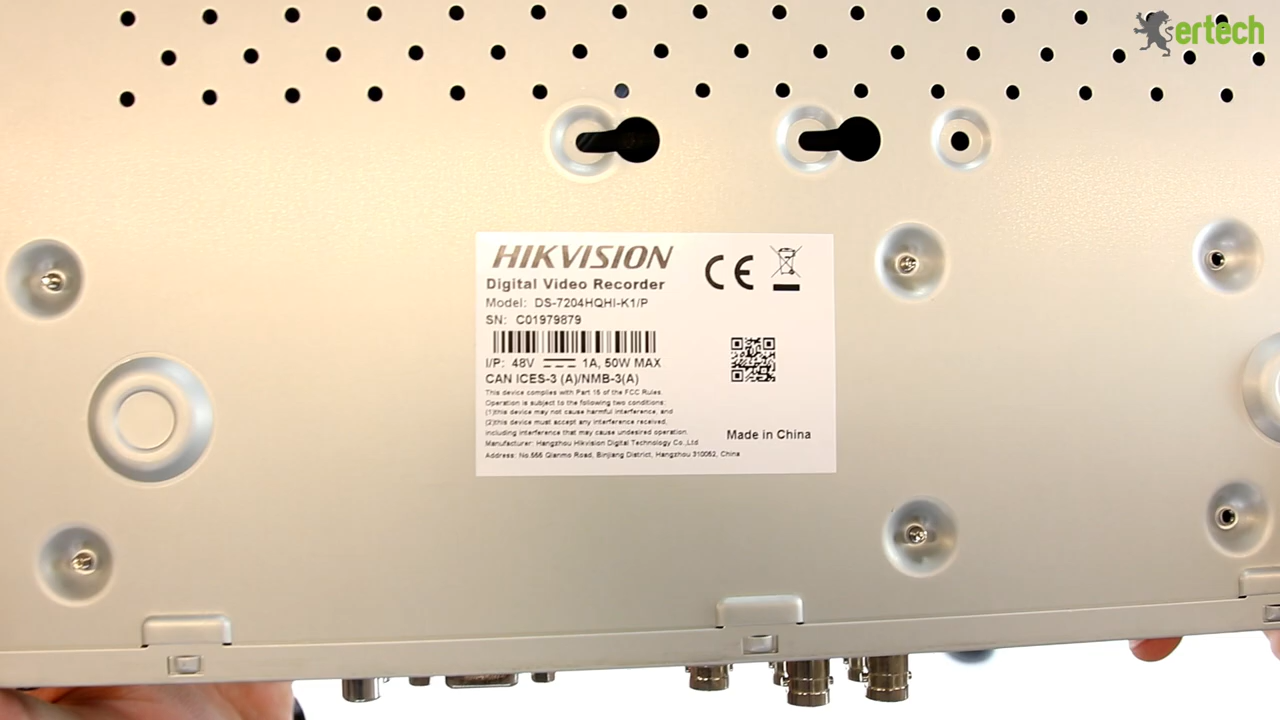 ertech
HIKVISION
Digital Video Recorder
Model: DS-7204HQHI-K1/P
SN: C01979879
I/P: 48V 1A, 50W MAX
CAN ICES-3 (A)/NMB-3(A)
This device complies with Part 15 of the FCC Rules.
Operation is subject to the following two conditions:
(1)this device may not cause harmful interference, and
(2)this device must accept any interference received,
including interference that may cause undesired operation.
Manufacturer: Hangzhou Hikvision Digital Technology Co.,Ltd
Address: No.555 Qianmo Road, Binjiang District, Hangzhou 310052, China
CE
Made in China